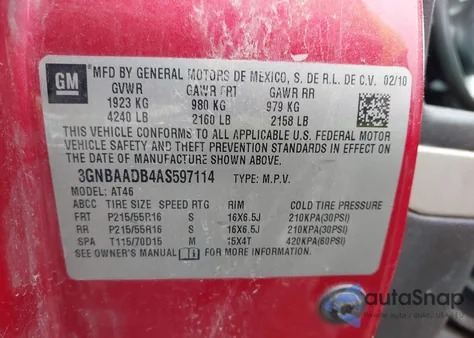 GM
MFD BY GENERAL MOTORS DE MEXICO, S. DE R.L. DE C.V. 02/10
GVWR GAWR FRT GAWR RR
1923 KG 980 KG 979 KG
4240 LB 2160 LB 2158 LB
THIS VEHICLE CONFORMS TO ALL APPLICABLE U.S. FEDERAL MOTOR
VEHICLE SAFETY AND THEFT PREVENTION STANDARDS IN EFFECT ON
THE DATE OF MANUFACTURE SHOWN ABOVE.
3GNBAADB4AS597114 TYPE: M.P.V.
MODEL: AT46
ABCC TIRE SIZE SPEED RTG RIM COLD TIRE PRESSURE
FRT P215/55R16 S 16X6.5J 210KPA(30PSI)
RR P215/55R16 S 16X6.5J 210KPA(30PSI)
SPA T115/70D15 M 15X4T 420KPA(60PSI)
SEE OWNER'S MANUAL FOR MORE INFORMATION
autoSnap